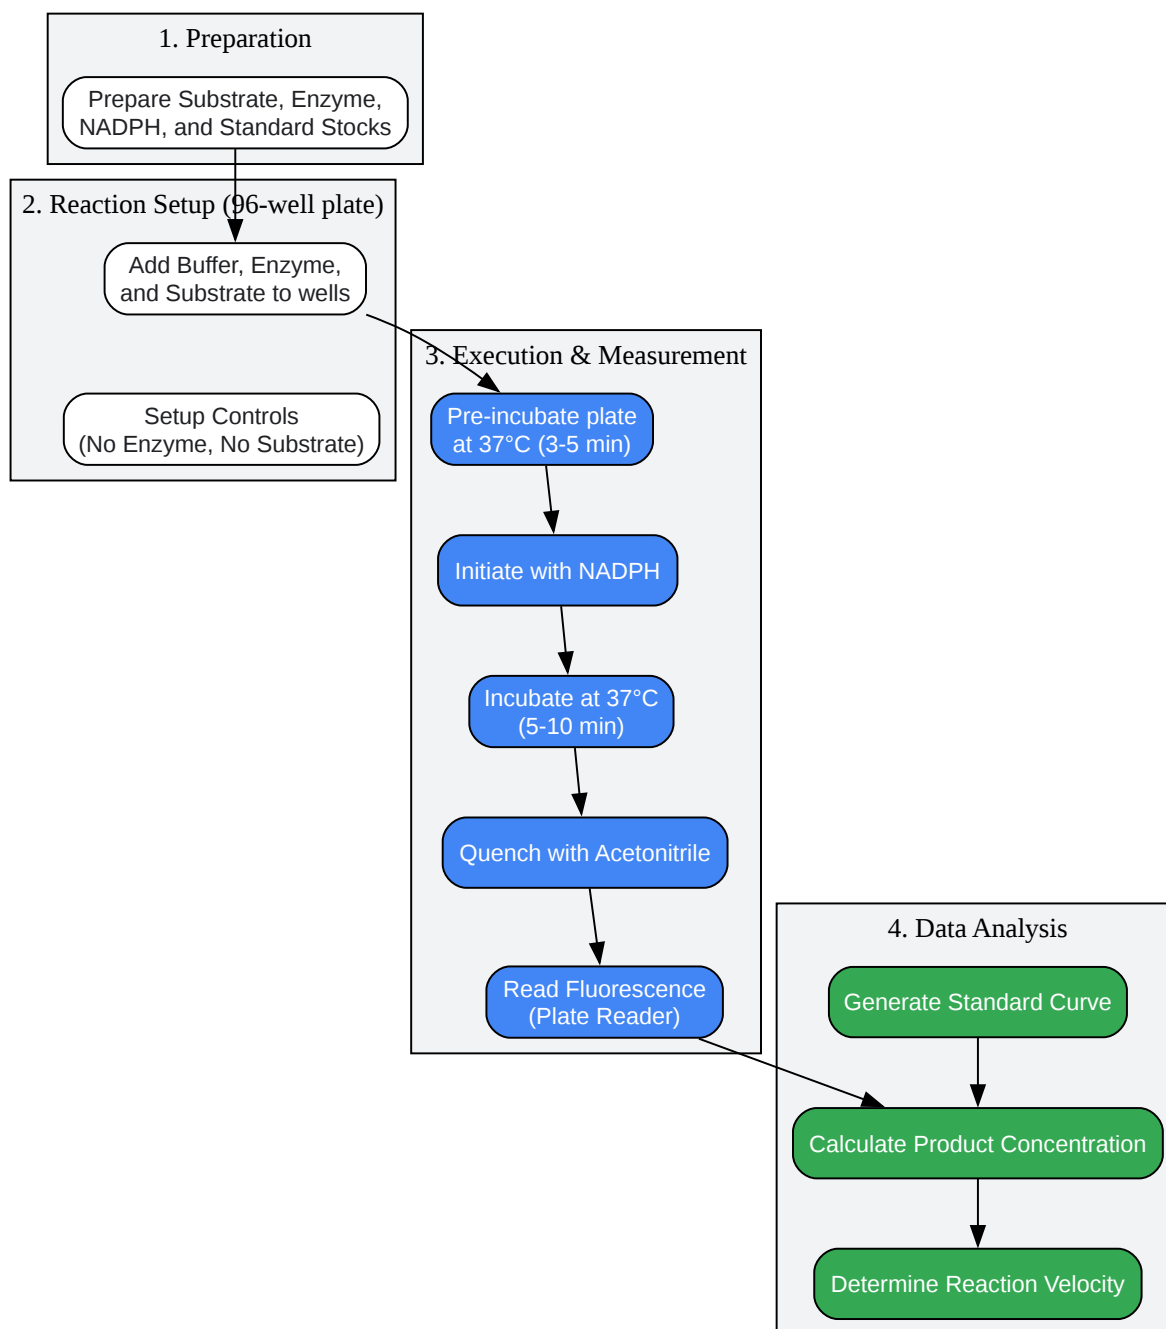 1. Preparation
Prepare Substrate, Enzyme,
NADPH, and Standard Stocks
2. Reaction Setup (96-well plate)
Add Buffer, Enzyme,
and Substrate to wells
Setup Controls
(No Enzyme, No Substrate)
3. Execution & Measurement
Pre-incubate plate
at 37°C (3-5 min)
Initiate with NADPH
Incubate at 37°C
(5-10 min)
Quench with Acetonitrile
Read Fluorescence
(Plate Reader)
4. Data Analysis
Generate Standard Curve
Calculate Product Concentration
Determine Reaction Velocity